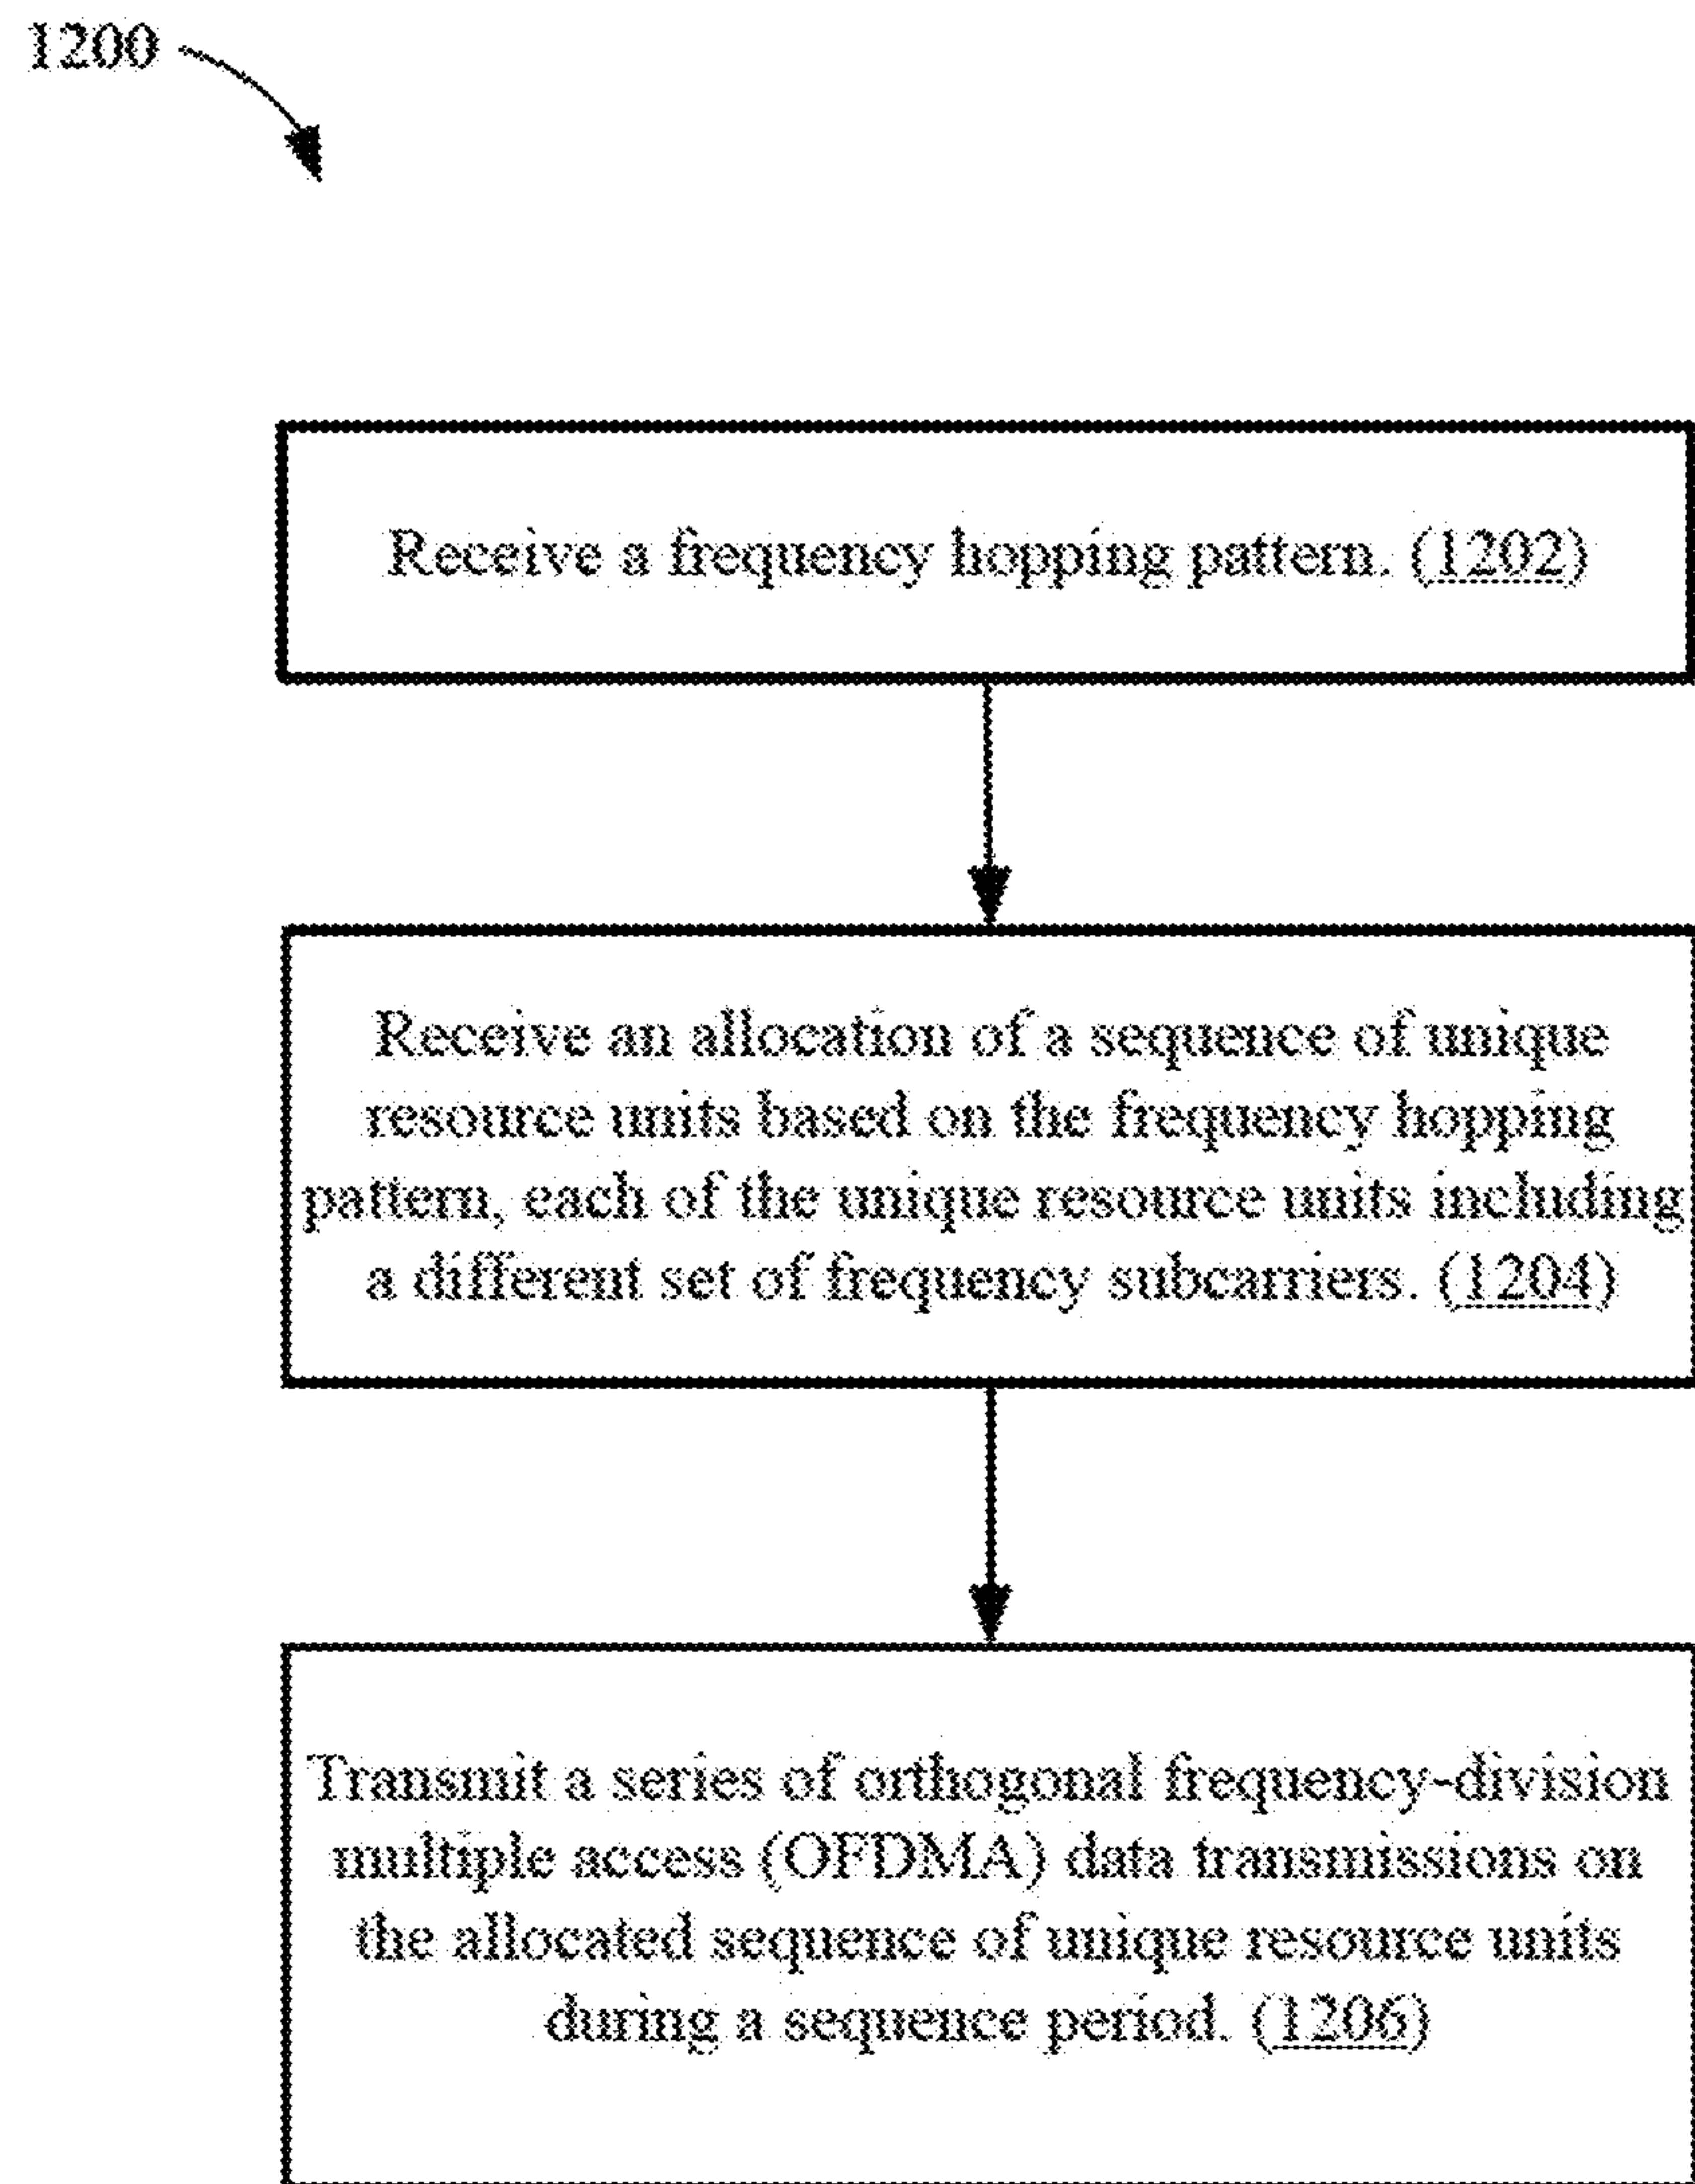 1200
Receive a frequency hopping pattern. (1202)
Receive an allocation of a sequence of unique
resource units based on the frequency hopping
pattern, each of the unique resource units including
a different set of frequency subcarriers. (1204)
Transmit a series of orthogonal frequency-division
multiple access (OFDMA) data transmissions on
the allocated sequence of unique resource units
during a sequence period. (1206)